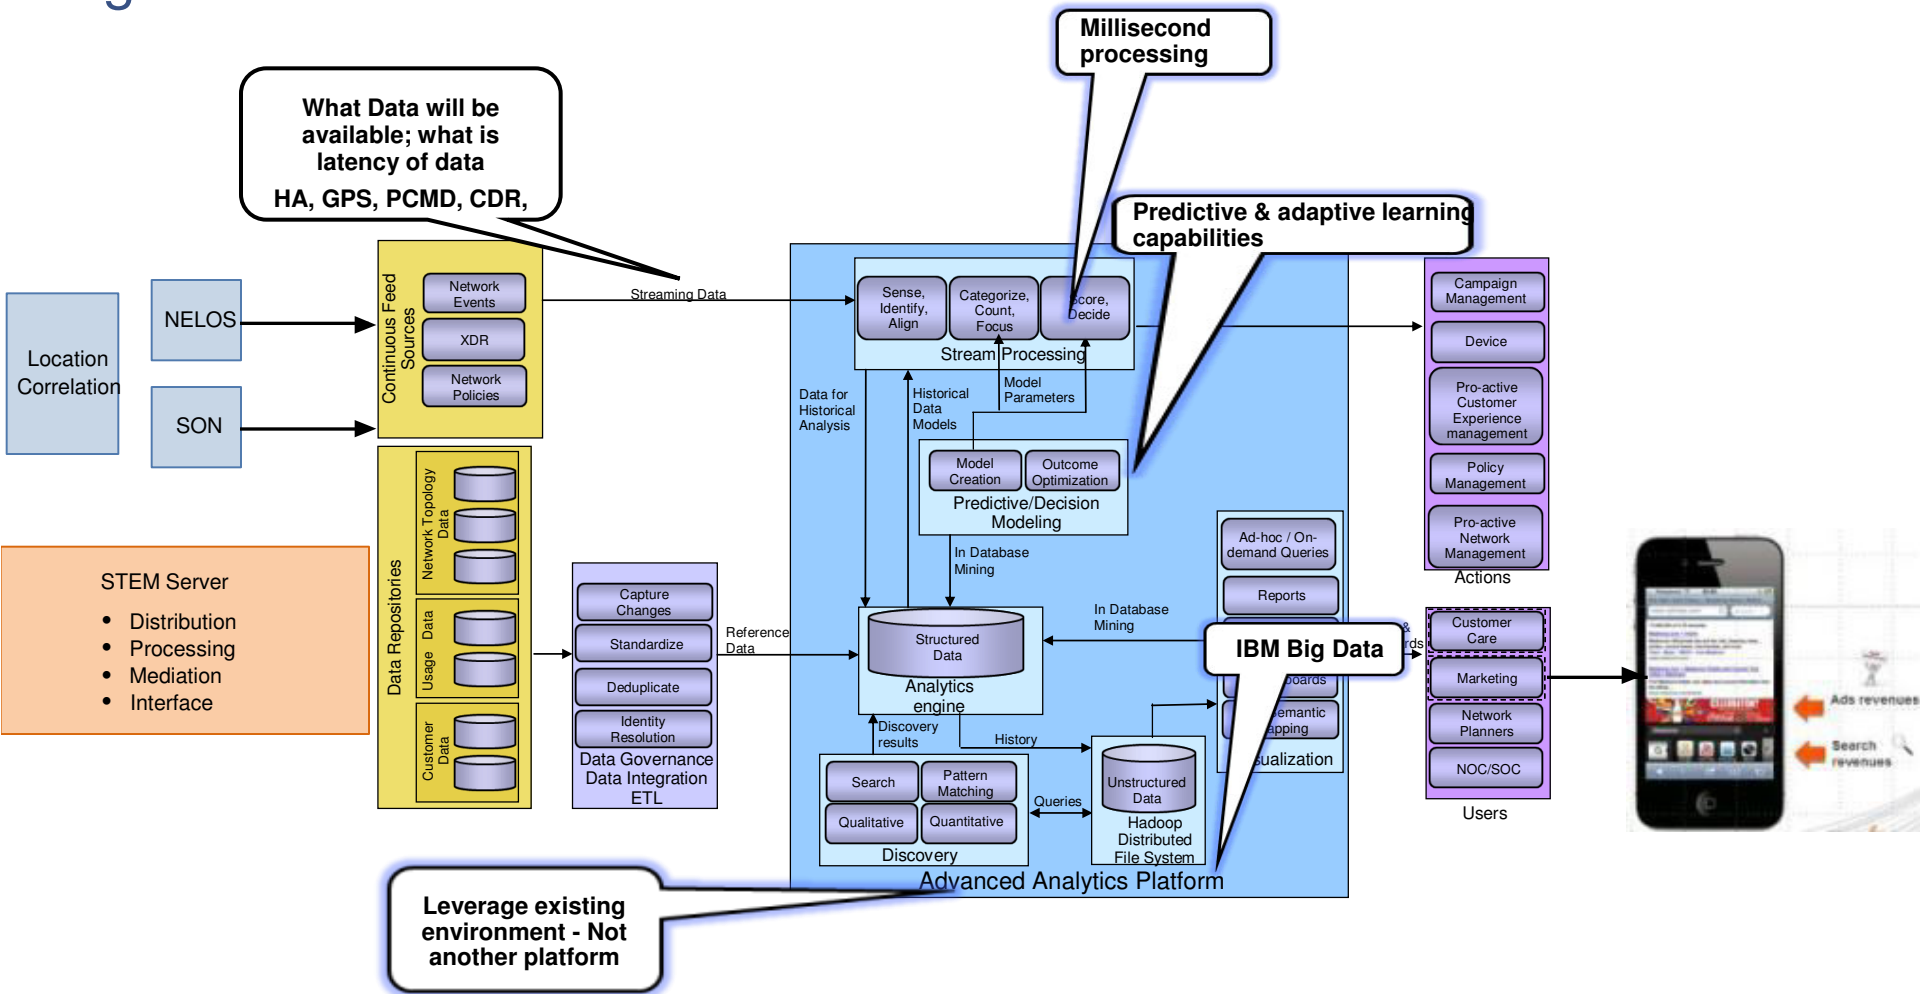 g
Millisecond
processing
What Data will be
available; what is
latency of data
HA, GPS, PCMD, CDR,
Predictive & adaptive learning
capabilities
Location
Correlation
NELOS
SON
STEM Server
• Distribution
• Processing
• Mediation
• Interface
Continuous Feed
Sources
Network
Events
XDR
Network
Policies
Streaming Data
Data Repositories
Network Topology
Data
Usage Data
Customer
Data
Capture
Changes
Standardize
Deduplicate
Identity
Resolution
Data Governance
Data Integration
ETL
Reference
Data
Sense,
Identify,
Align
Categorize,
Count,
Focus
Score,
Decide
Stream Processing
Data for
Historical
Analysis
Historical
Data
Models
Model
Parameters
Model
Creation
Outcome
Optimization
Predictive/Decision
Modeling
In Database
Mining
Structured
Data
Analytics
engine
In Database
Mining
Discovery
results
History
Search
Pattern
Matching
Qualitative
Quantitative
Discovery
Queries
Unstructured
Data
Hadoop
Distributed
File System
Ad-hoc / On-
demand Queries
Reports
IBM Big Data
&
rds
boards
Semantic
apping
sualization
Advanced Analytics Platform
Leverage existing
environment - Not
another platform
Campaign
Management
Device
Pro-active
Customer
Experience
management
Policy
Management
Pro-active
Network
Management
Actions
Customer
Care
Marketing
Network
Planners
NOC/SOC
Users
Ads revenues
Search
revenues